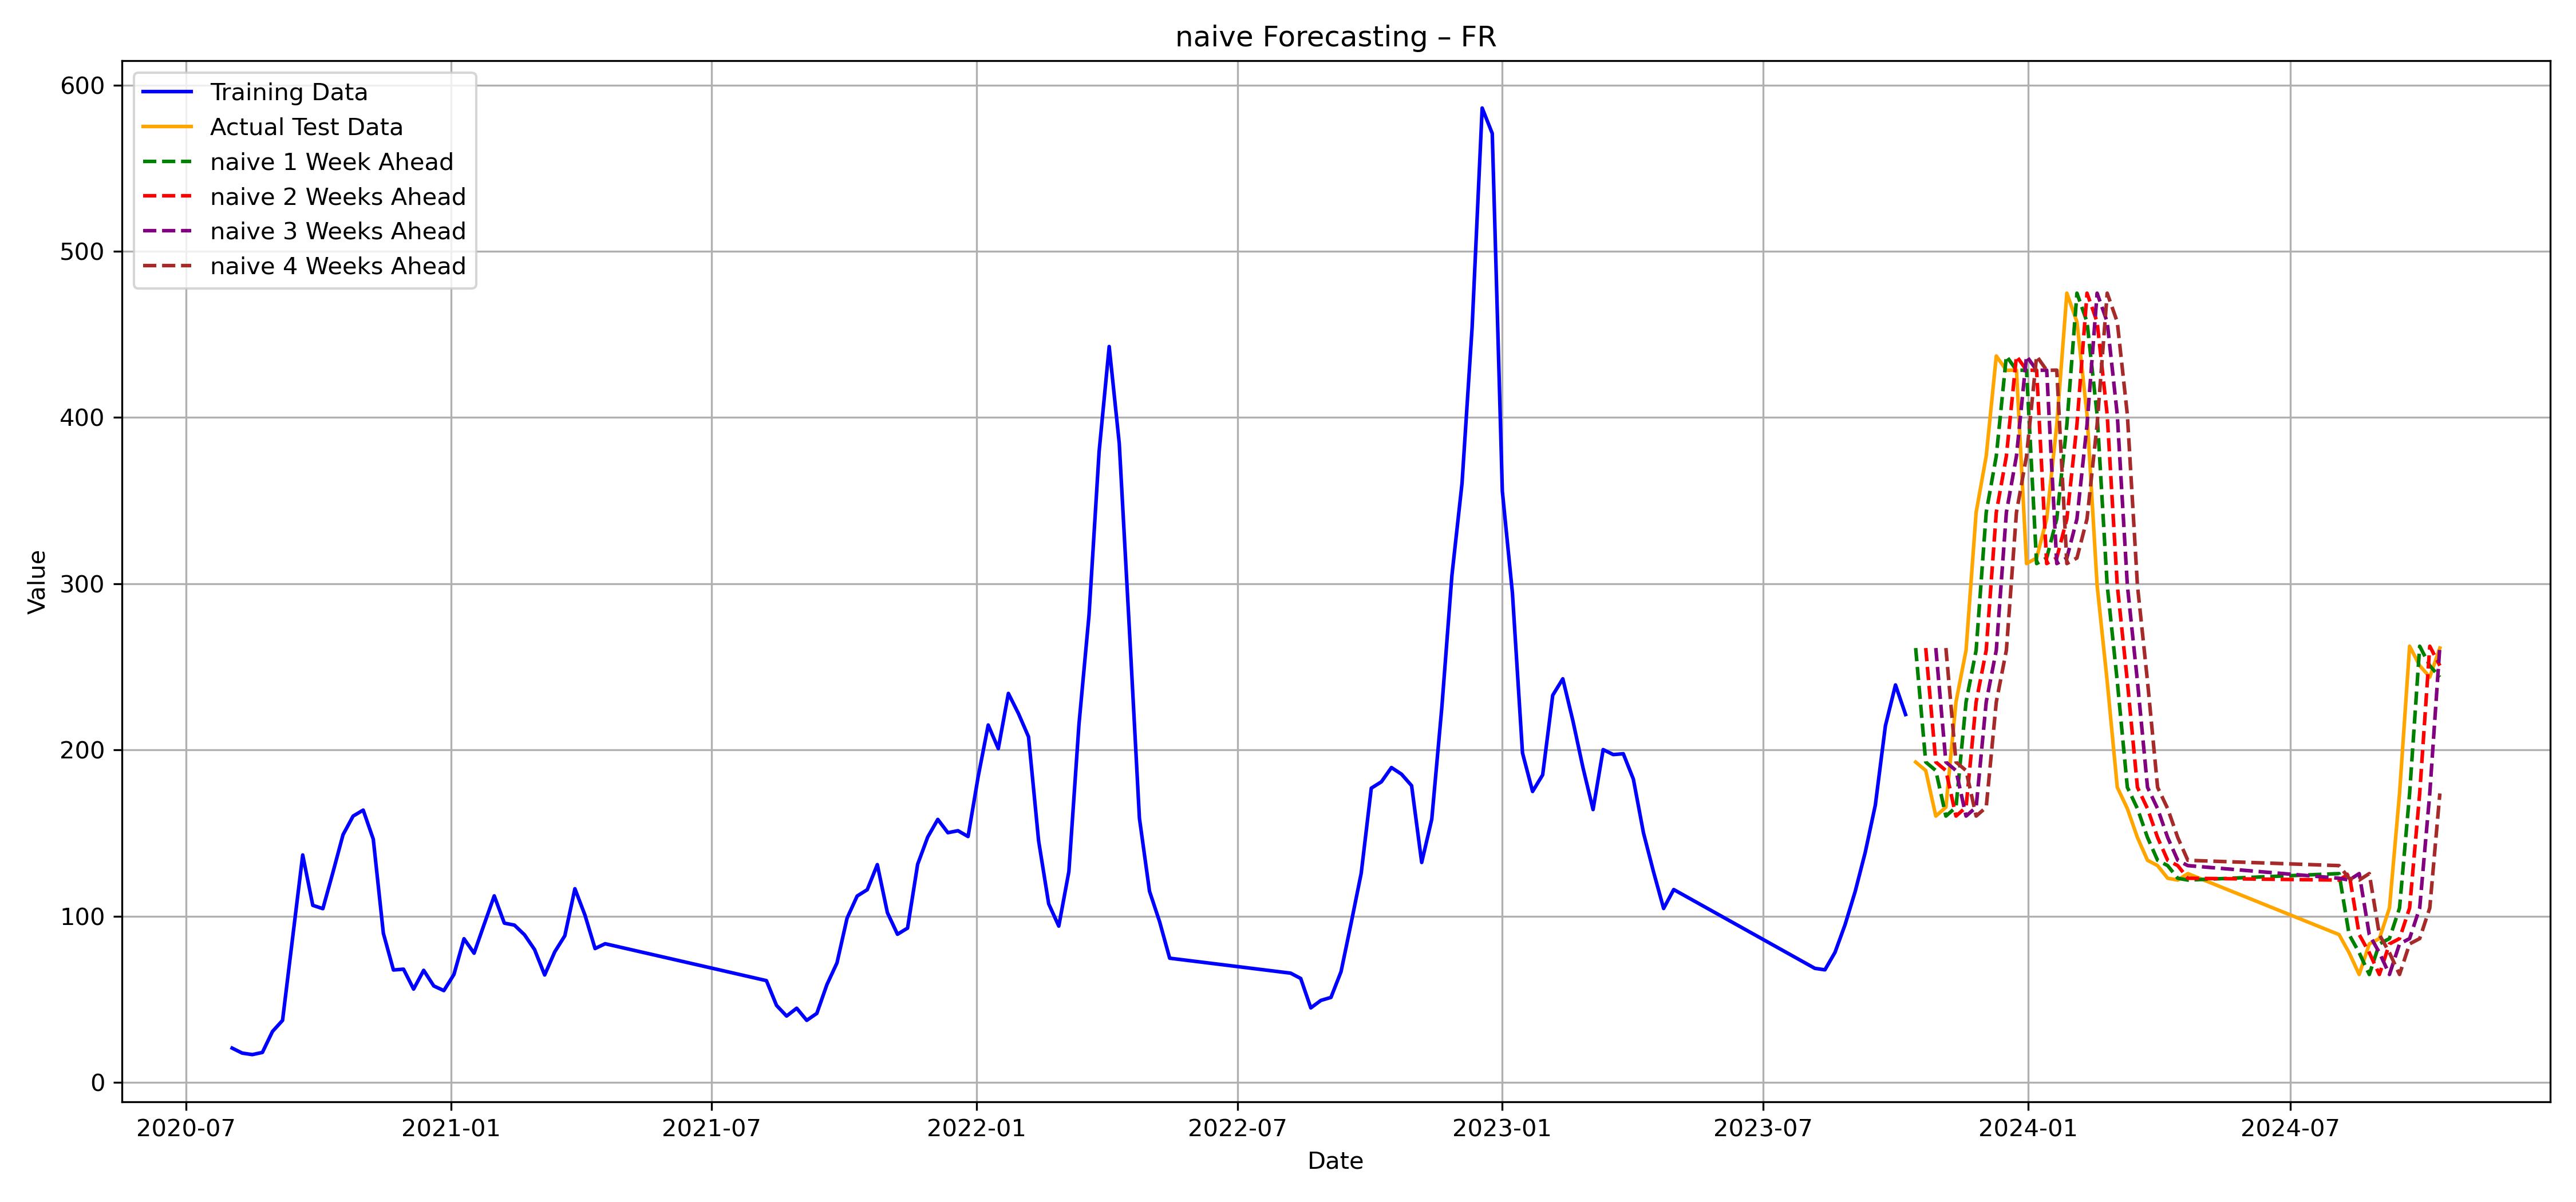 naive Forecasting – FR
Training Data
Actual Test Data
naive 1 Week Ahead
naive 2 Weeks Ahead
naive 3 Weeks Ahead
naive 4 Weeks Ahead
600
500
400
300
200
100
0
Value
2020-07 2021-01 2021-07 2022-01 2022-07 2023-01 2023-07 2024-01 2024-07
Date